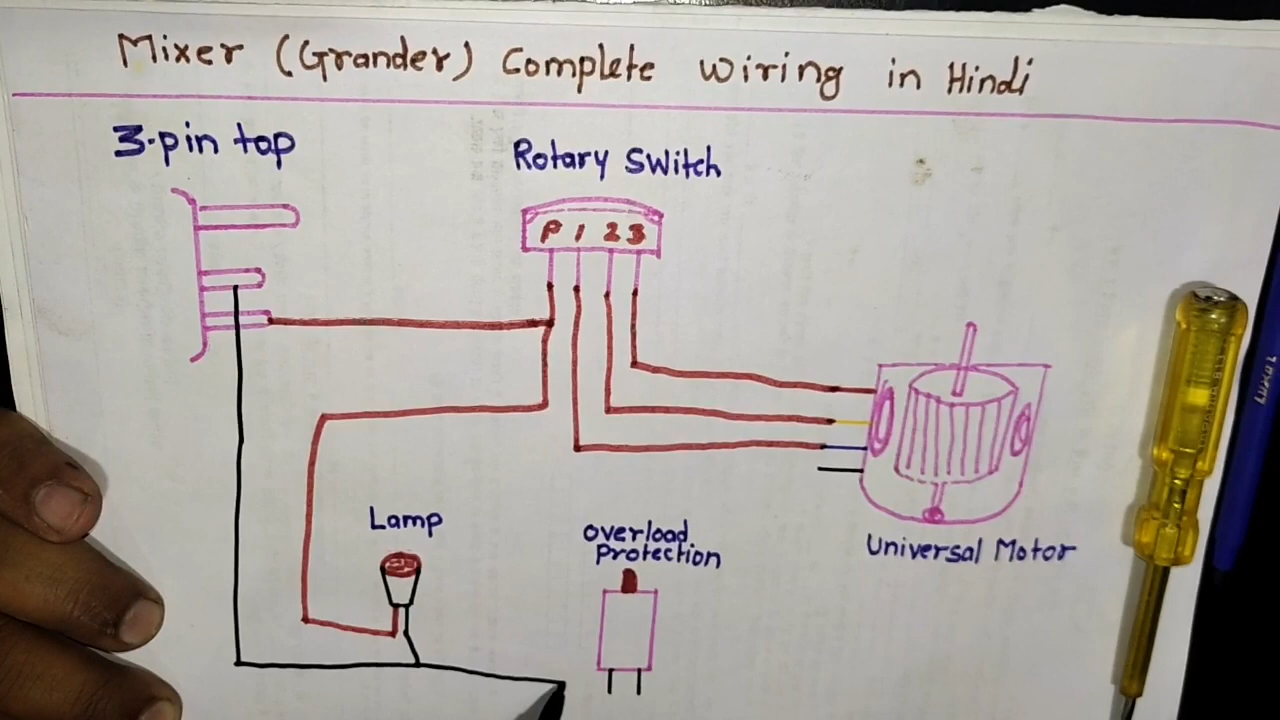 Mixer (Grander) Complete wiring in Hindi
3-pin top
Rotary Switch
P 1 2 3
Lamp
overload
Protection
Universal Motor